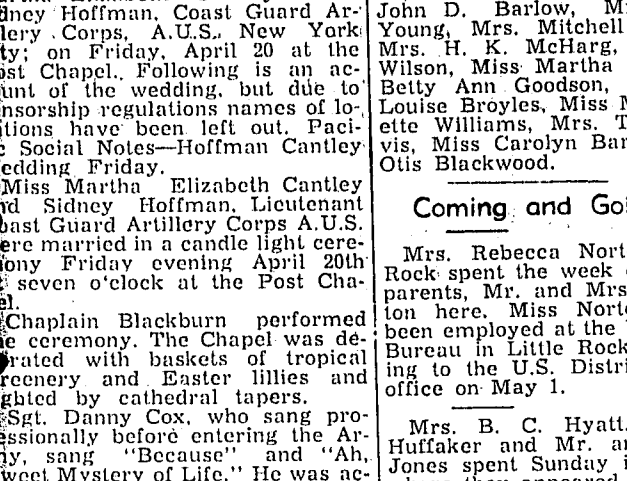 dney Hoffman, Coast Guard Ar-
lery Corps, A.U.S., New York
ty; on Friday, April 20 at the
ost Chapel. Following is an ac-
unt of the wedding, but due to
nsorship regulations names of lo-
tions have been left out. Paci-
c Social Notes—Hoffman Cantley
edding Friday.
Miss Martha Elizabeth Cantley
nd Sidney Hoffman, Lieutenant
oast Guard Artillery Corps A.U.S.
ere married in a candle light cere-
ony Friday evening April 20th
t seven o'clock at the Post Cha-
el.
Chaplain Blackburn performed
e ceremony. The Chapel was de-
rated with baskets of tropical
reenery and Easter lillies and
ghted by cathedral tapers.
Sgt. Danny Cox, who sang pro-
essionally before entering the Ar-
y, sang "Because" and "Ah,
weet Mystery of Life." He was ac-
John D. Barlow, M
Young, Mrs. Mitchell
Mrs. H. K. McHarg,
Wilson, Miss Martha
Betty Ann Goodson,
Louise Broyles, Miss M
ette Williams, Mrs. T
vis, Miss Carolyn Bar
Otis Blackwood.
Coming and Goi
Mrs. Rebecca Nort
Rock spent the week
parents, Mr. and Mrs
ton here. Miss Norto
been employed at the
Bureau in Little Rock
ing to the U.S. Distri
office on May 1.
Mrs. B. C. Hyatt,
Huffaker and Mr. an
Jones spent Sunday i